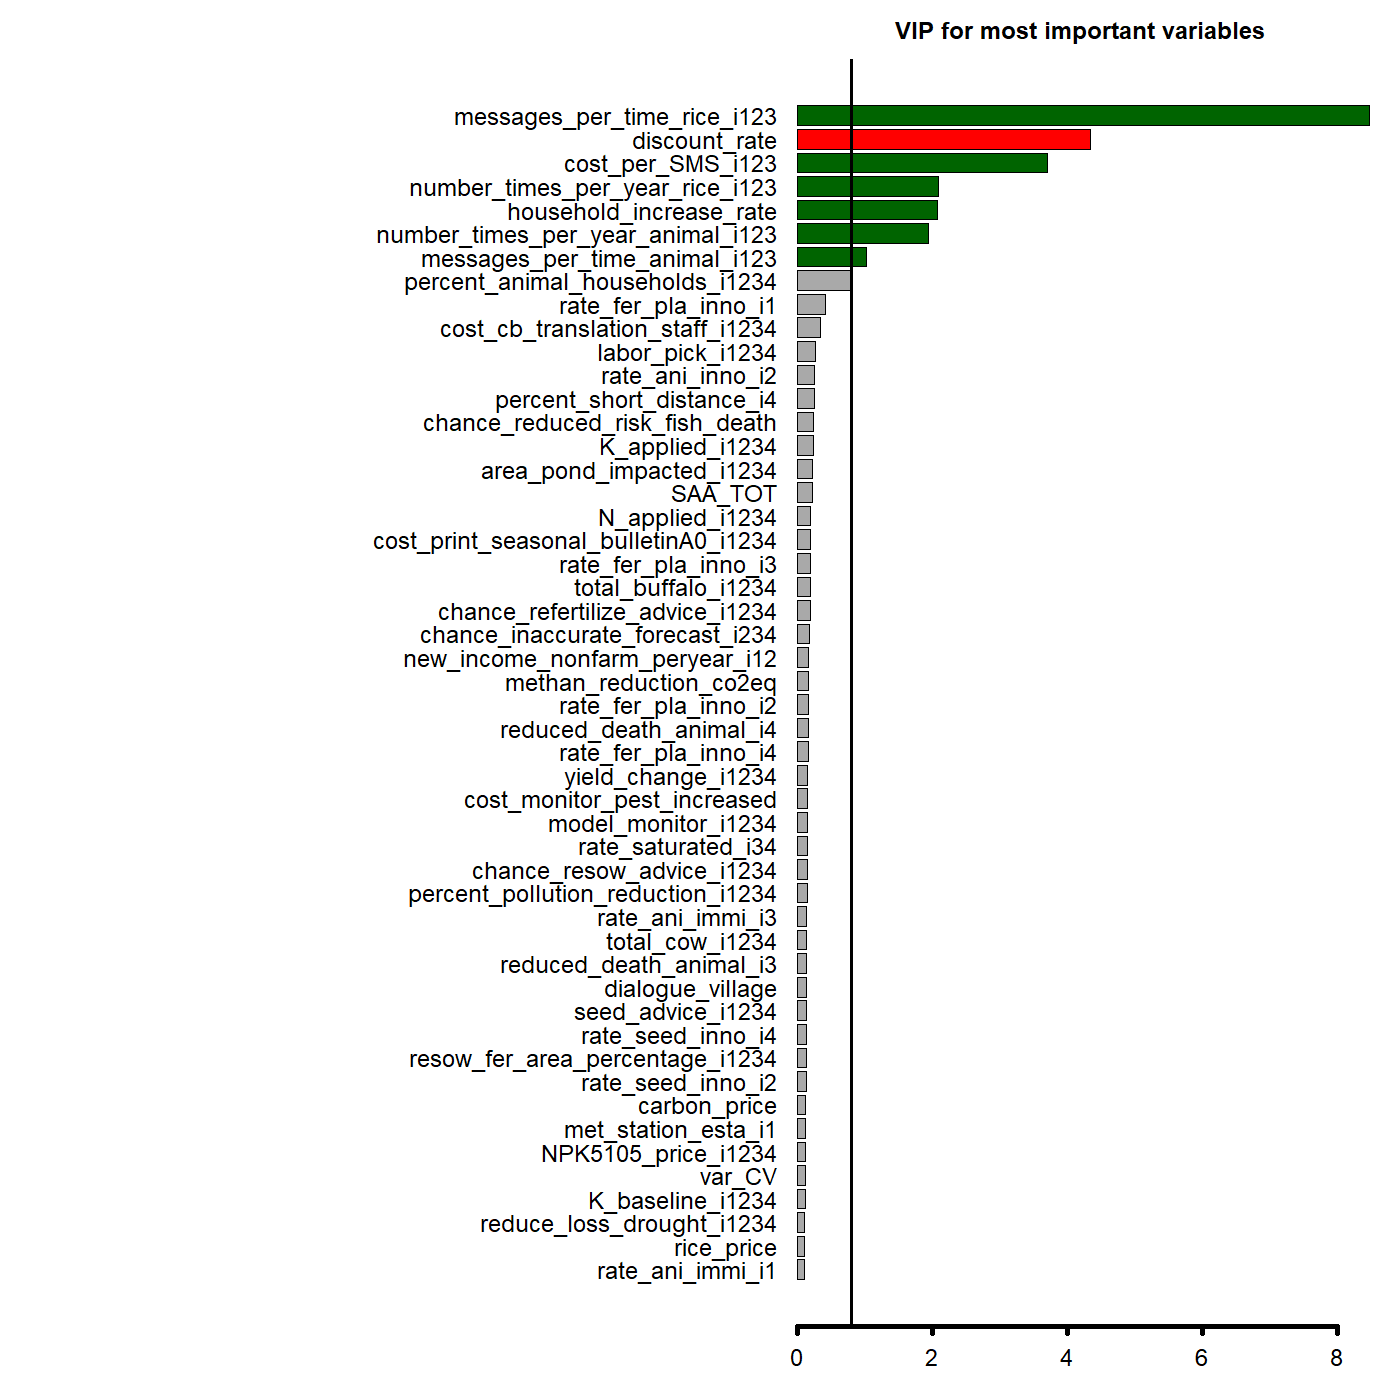 VIP for most important variables
messages_per_time_rice_i123
discount_rate
cost_per_SMS_i123
number_times_per_year_rice_i123
household_increase_rate
number_times_per_year_animal_i123
messages_per_time_animal_i123
percent_animal_households_i1234
rate_fer_pla_inno_i1
cost_cb_translation_staff_i1234
labor_pick_i1234
rate_ani_inno_i2
percent_short_distance_i4
chance_reduced_risk_fish_death
K_applied_i1234
area_pond_impacted_i1234
SAA_TOT
N_applied_i1234
cost_print_seasonal_bulletinA0_i1234
rate_fer_pla_inno_i3
total_buffalo_i1234
chance_refertilize_advice_i1234
chance_inaccurate_forecast_i234
new_income_nonfarm_peryear_i12
methan_reduction_co2eq
rate_fer_pla_inno_i2
reduced_death_animal_i4
rate_fer_pla_inno_i4
yield_change_i1234
cost_monitor_pest_increased
model_monitor_i1234
rate_saturated_i34
chance_resow_advice_i1234
percent_pollution_reduction_i1234
rate_ani_immi_i3
total_cow_i1234
reduced_death_animal_i3
dialogue_village
seed_advice_i1234
rate_seed_inno_i4
resow_fer_area_percentage_i1234
rate_seed_inno_i2
carbon_price
met_station_esta_i1
NPK5105_price_i1234
var_CV
K_baseline_i1234
reduce_loss_drought_i1234
rice_price
rate_ani_immi_i1
0 2 4 6 8